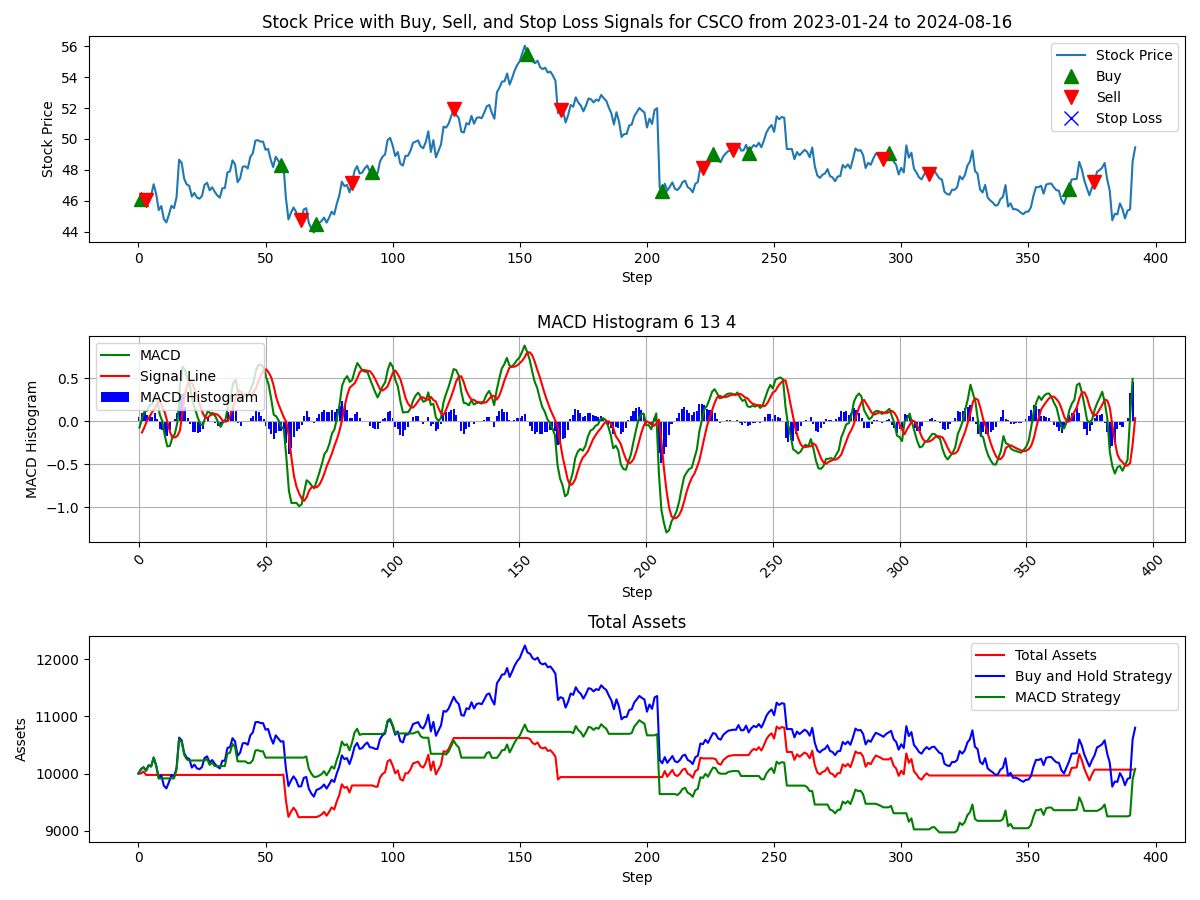 Stock Price with Buy, Sell, and Stop Loss Signals for CSCO from 2023-01-24 to 2024-08-16
Stock Price
56
54
52
50
48
46
44
Stock Price
Buy
Sell
Stop Loss
0 50 100 150 200 250 300 350 400
Step
MACD Histogram 6 13 4
MACD Histogram
0.5
0.0
−0.5
−1.0
MACD
Signal Line
MACD Histogram
0 50 100 150 200 250 300 350 400
Step
Total Assets
Assets
12000
11000
10000
9000
Total Assets
Buy and Hold Strategy
MACD Strategy
0 50 100 150 200 250 300 350 400
Step